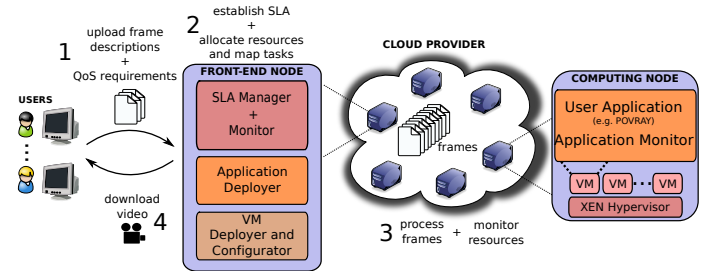 1
upload frame
descriptions
+
QoS requirements
2
establish SLA
+
allocate resources
and map tasks
USERS
FRONT-END NODE
SLA Manager
+
Monitor
Application
Deployer
VM
Deployer and
Configurator
download
video
4
CLOUD PROVIDER
frames
3
process
frames
+
monitor
resources
COMPUTING NODE
User Application
(e.g. POVRAY)
Application Monitor
VM VM VM
XEN Hypervisor